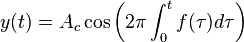 y(t) = A_c cos(2π ∫_0^t f(τ)dτ)